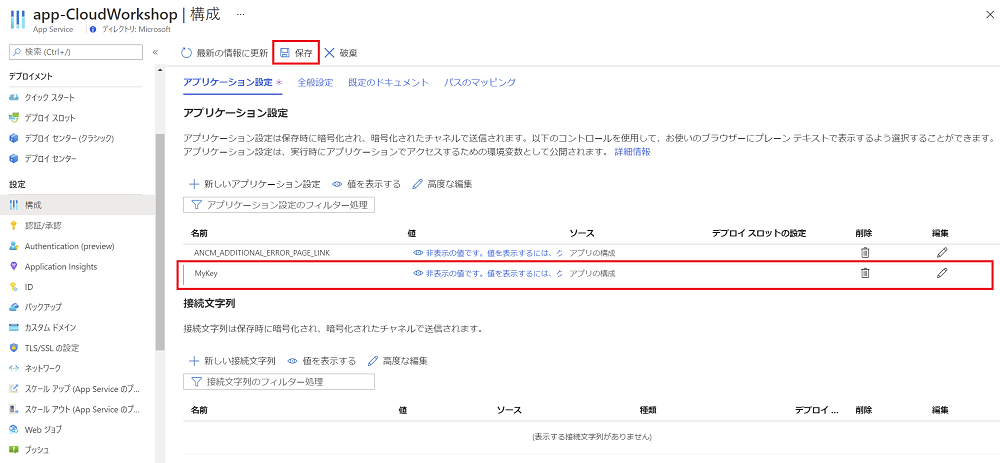 app-CloudWorkshop | 構成 …
App Service | ディレクトリ: Microsoft
検索 (Ctrl+/) «
最新の情報に更新 保存 破棄
デプロイメント
クイック スタート
デプロイ スロット
デプロイ センター (クラシック)
デプロイ センター
設定
構成
認証/承認
Authentication (preview)
Application Insights
ID
バックアップ
カスタム ドメイン
TLS/SSL の設定
ネットワーク
スケール アップ (App Service のプ...
スケール アウト (App Service のプ...
Web ジョブ
プッシュ
アプリケーション設定 * 全般設定 既定のドキュメント パスのマッピング
アプリケーション設定
アプリケーション設定は保存時に暗号化され、暗号化されたチャネルで送信されます。以下のコントロールを使用して、お使いのブラウザーにプレーン テキストで表示するよう選択することができます。
アプリケーション設定は、実行時にアプリケーションでアクセスするための環境変数として公開されます。 詳細情報
新しいアプリケーション設定 値を表示する 高度な編集
アプリケーション設定のフィルター処理
名前 値 ソース デプロイ スロットの設定 削除 編集
ANCM_ADDITIONAL_ERROR_PAGE_LINK 非表示の値です。値を表示するには、ク アプリの構成
MyKey 非表示の値です。値を表示するには、ク アプリの構成
接続文字列
接続文字列は保存時に暗号化され、暗号化されたチャネルで送信されます。
新しい接続文字列 値を表示する 高度な編集
接続文字列のフィルター処理
名前 値 ソース 種類 デプロイ ... 削除 編集
(表示する接続文字列がありません)